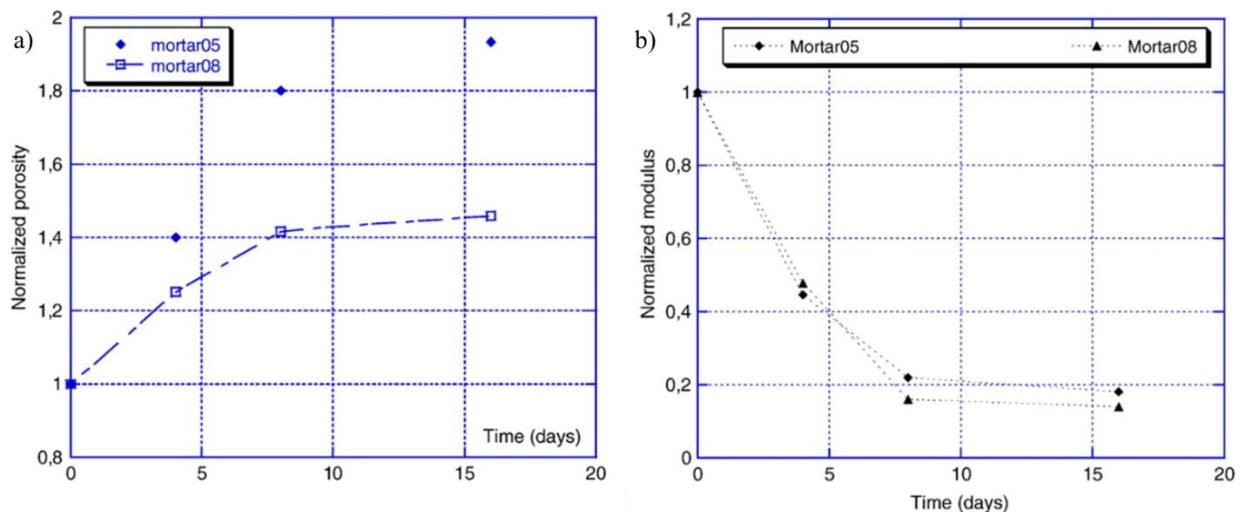 a)
2
1,8
1,6
1,4
1,2
1
0,8
Normalized porosity
mortar05
mortar08
Time (days)
0 5 10 15 20
b)
1,2
1
0,8
0,6
0,4
0,2
0
Normalized modulus
Mortar05 Mortar08
0 5 10 15 20
Time (days)